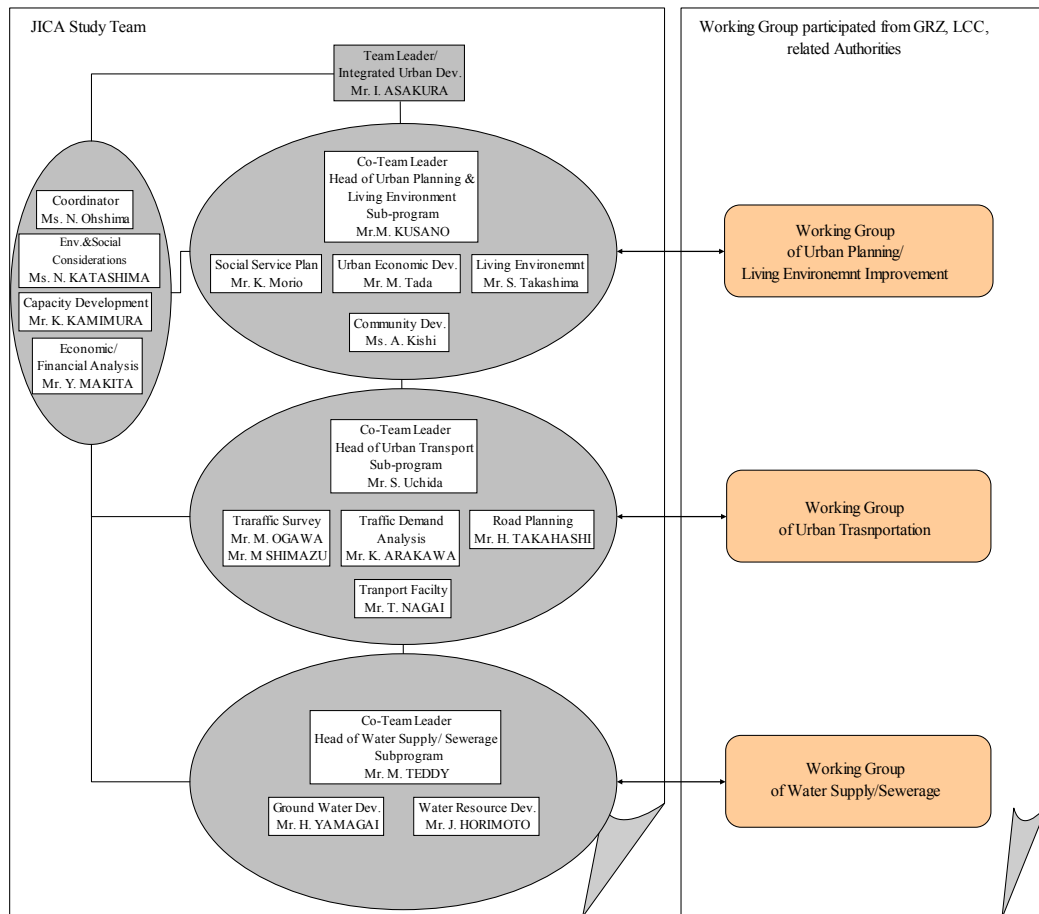 JICA Study Team
Working Group participated from GRZ, LCC,
related Authorities
Team Leader/
Integrated Urban Dev.
Mr. I. ASAKURA
Coordinator
Ms. N. Ohshima
Env.&Social
Considerations
Ms. N. KATASHIMA
Capacity Development
Mr. K. KAMIMURA
Economic/
Financial Analysis
Mr. Y. MAKITA
Co-Team Leader
Head of Urban Planning &
Living Environment
Sub-program
Mr.M. KUSANO
Social Service Plan
Mr. K. Morio
Urban Economic Dev.
Mr. M. Tada
Living Environemnt
Mr. S. Takashima
Community Dev.
Ms. A. Kishi
Working Group
of Urban Planning/
Living Environemnt Improvement
Co-Team Leader
Head of Urban Transport
Sub-program
Mr. S. Uchida
Traraffic Survey
Mr. M. OGAWA
Mr. M SHIMAZU
Traffic Demand
Analysis
Mr. K. ARAKAWA
Road Planning
Mr. H. TAKAHASHI
Tranport Facilty
Mr. T. NAGAI
Working Group
of Urban Trasnportation
Co-Team Leader
Head of Water Supply/ Sewerage
Subprogram
Mr. M. TEDDY
Ground Water Dev.
Mr. H. YAMAGAI
Water Resource Dev.
Mr. J. HORIMOTO
Working Group
of Water Supply/Sewerage